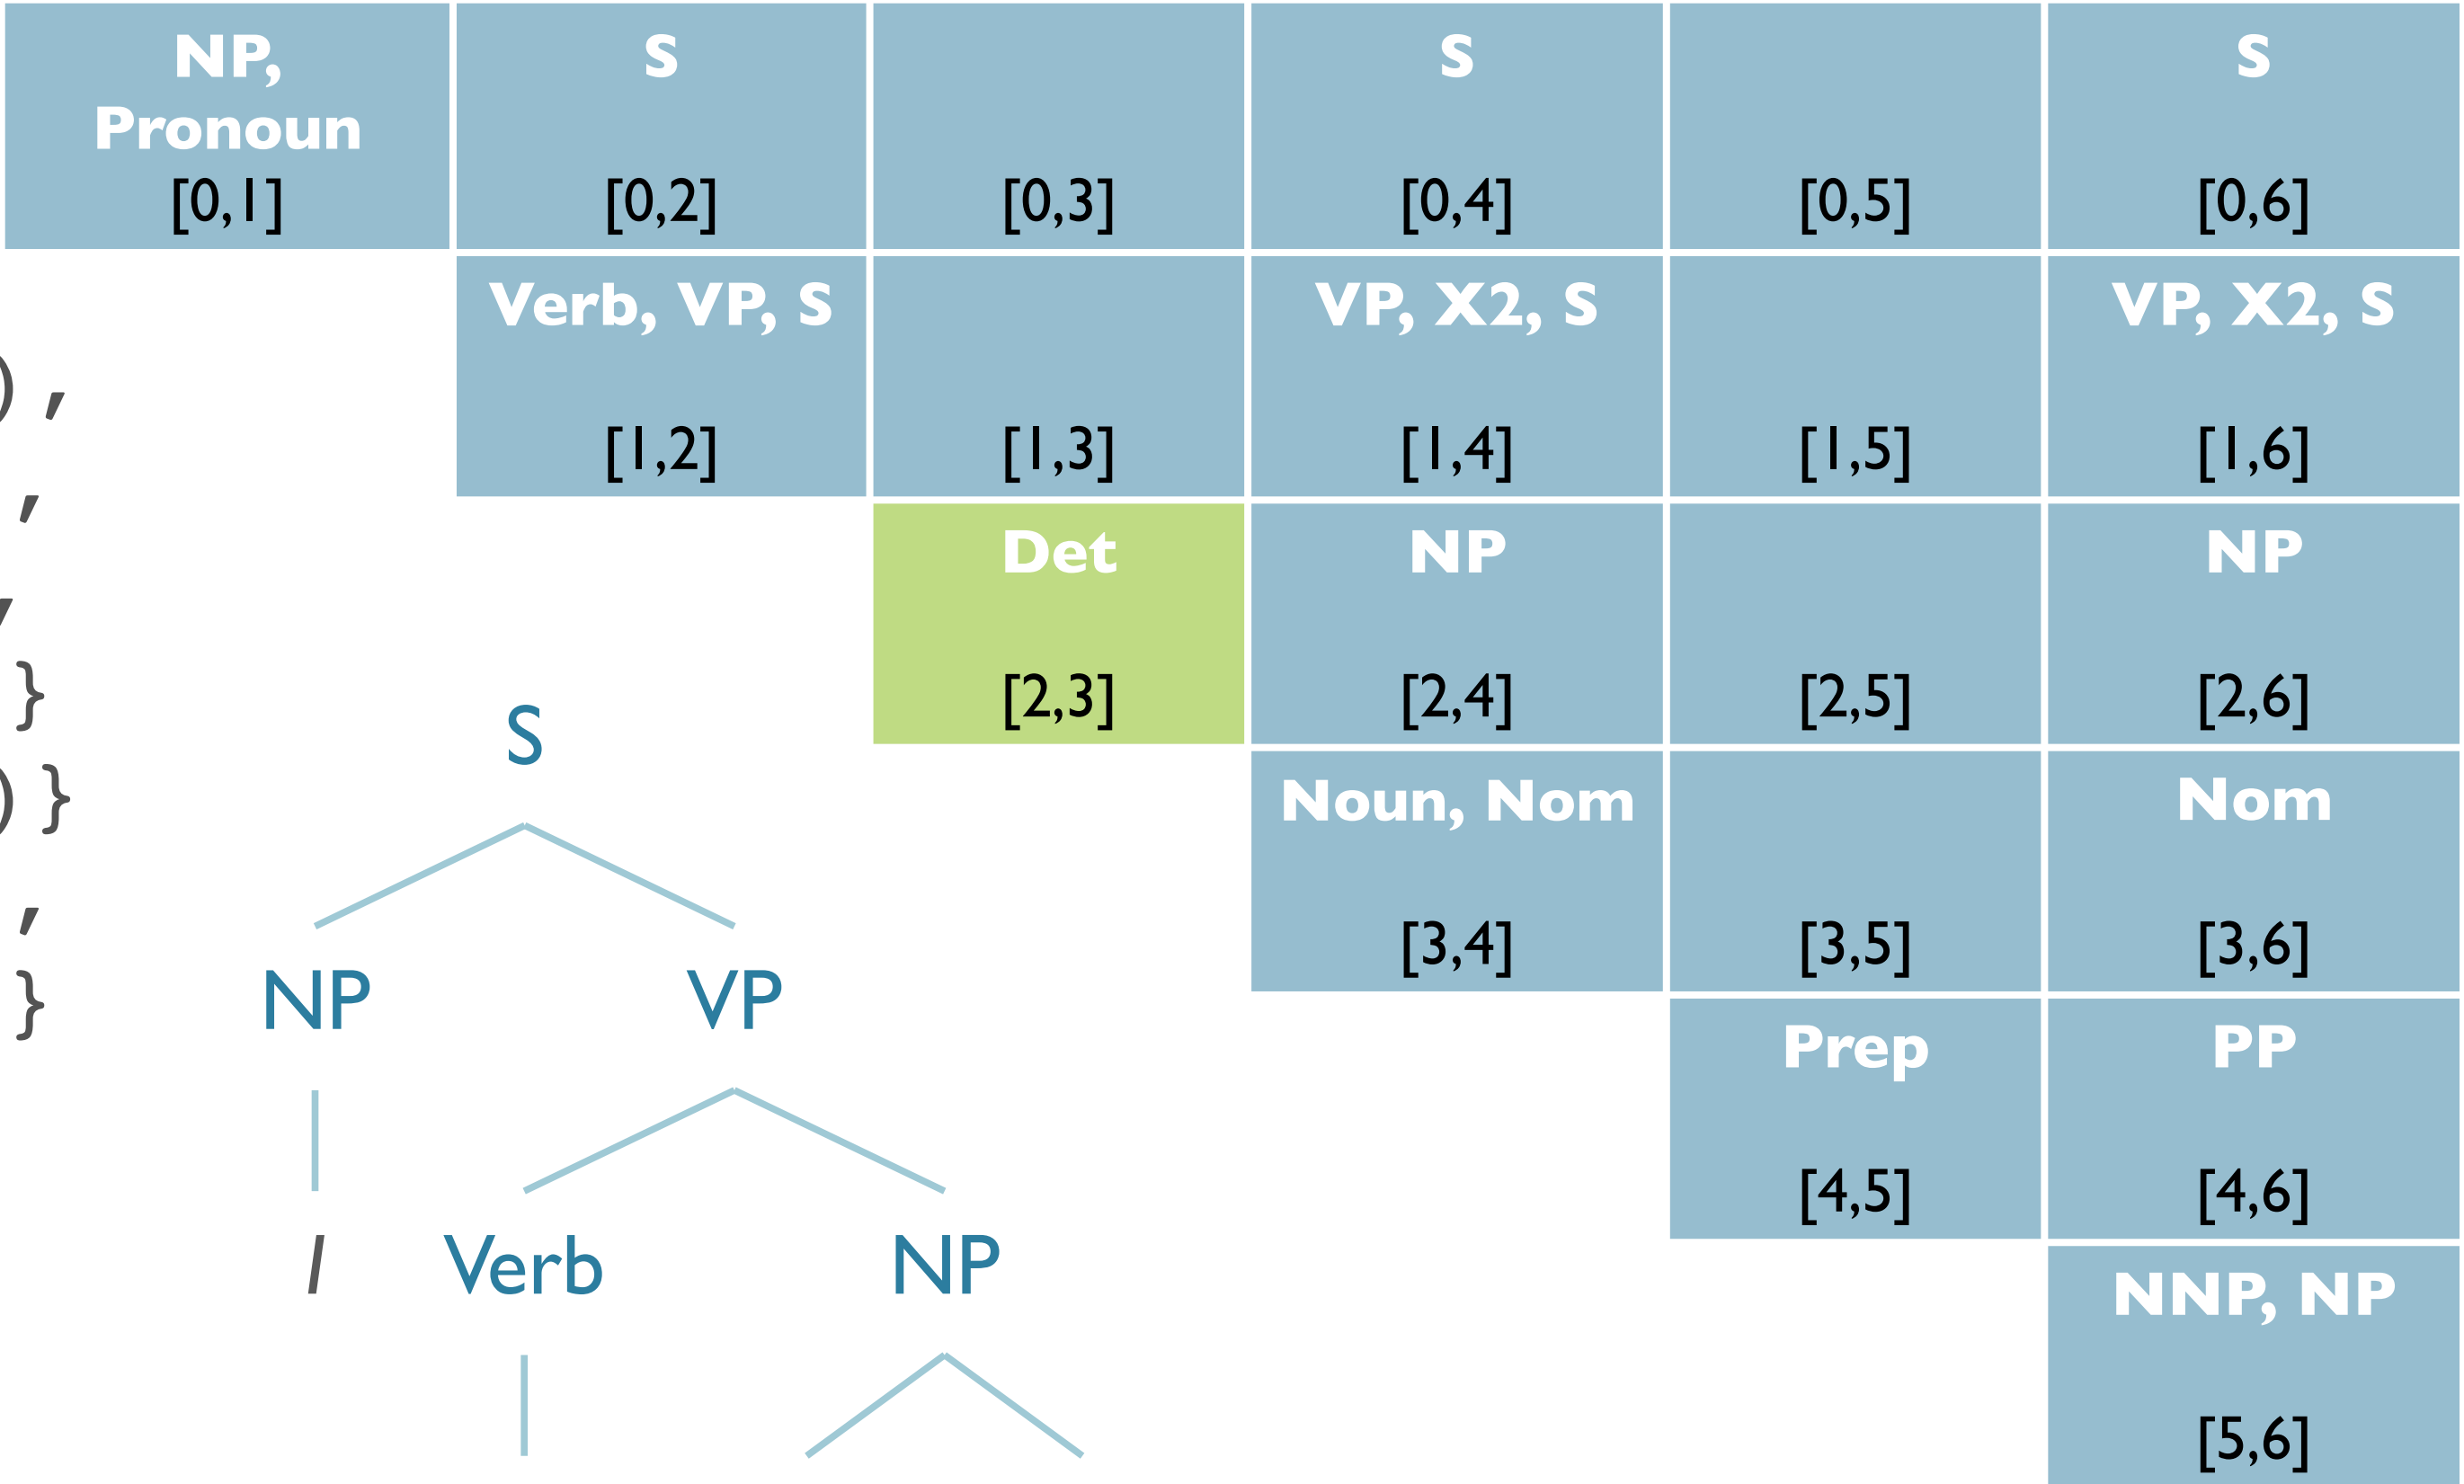 NP,
Pronoun
[0,1]
S
[0,2]
[0,3]
S
[0,4]
[0,5]
S
[0,6]
Verb, VP, S
[1,2]
[1,3]
VP, X2, S
[1,4]
[1,5]
VP, X2, S
[1,6]
Det
[2,3]
NP
[2,4]
[2,5]
NP
[2,6]
Noun, Nom
[3,4]
[3,5]
Nom
[3,6]
Prep
[4,5]
PP
[4,6]
NNP, NP
[5,6]
),
,
,
}
)}
,
}
S
NP VP
I Verb NP